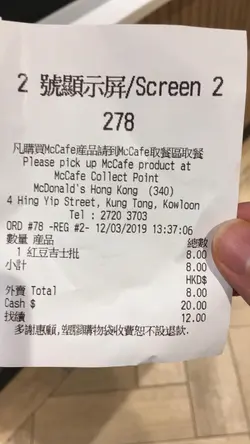 2 號顯示屏/Screen 2
278
凡購買McCafe產品請到McCafe取餐區取餐
Please pick up McCafe product at
McCafe Collect Point
McDonald's Hong Kong (340)
4 Hing Yip Street, Kung Tong, Kowloon
Tel : 2720 3703
ORD #78 -REG #2- 12/03/2019 13:37:06
數量 產品 總數
1 紅豆吉士批 8.00
小計 8.00
HKD$
外賣 Total 8.00
Cash $ 20.00
找續 12.00
多謝惠顧,塑膠購物袋收費恕不設退款.